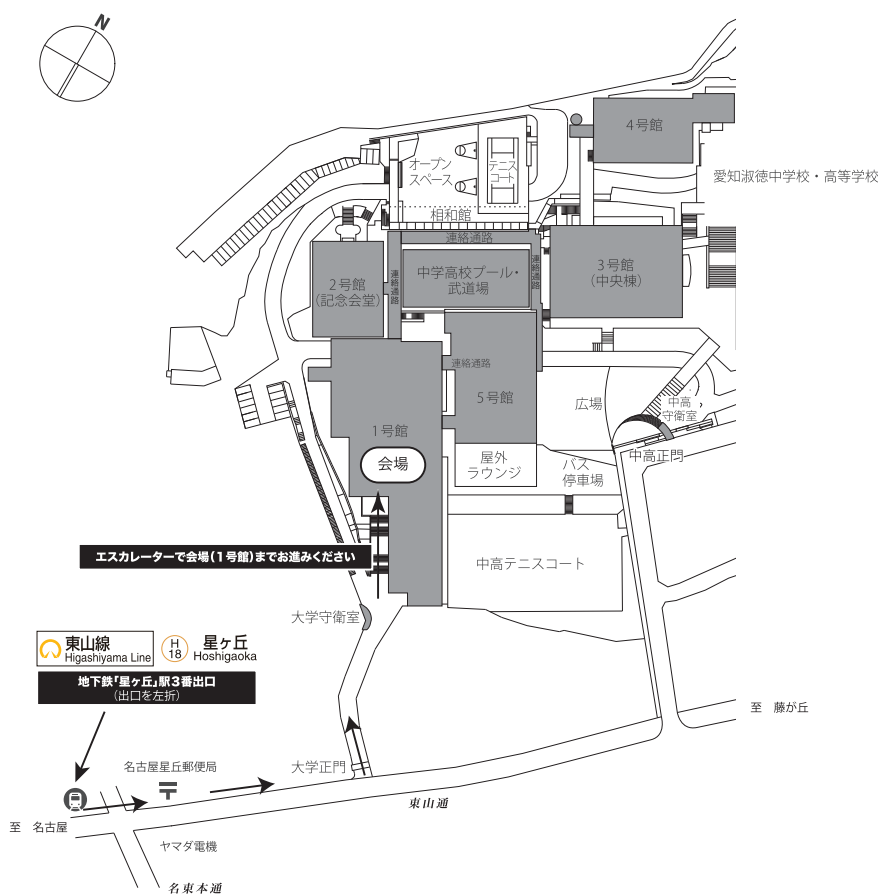 N
4号館
愛知淑徳中学校・高等学校
オープン
スペース
テニス
コート
相和館
連絡通路
2号館
(記念会堂)
連絡通路
中学高校プール・
武道場
連絡通路
3号館
(中央棟)
連絡通路
5号館
広場
中高
守衛室
1号館
会場
屋外
ラウンジ
バス
停車場
中高正門
エスカレーターで会場(1号館)までお進みください
中高テニスコート
大学守衛室
東山線
Higashiyama Line
H
18
星ヶ丘
Hoshigaoka
地下鉄「星ヶ丘」駅3番出口
(出口を左折)
至 藤が丘
名古屋星丘郵便局
大学正門
東山通
至 名古屋
ヤマダ電機
名東本通